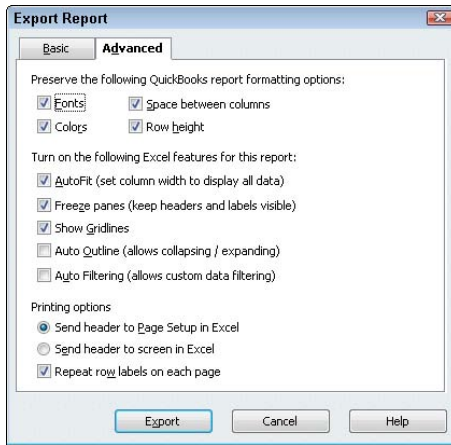 Export Report
Basic Advanced
Preserve the following QuickBooks report formatting options:
Fonts Space between columns
Colors Row height
Turn on the following Excel features for this report:
AutoFit (set column width to display all data)
Freeze panes (keep headers and labels visible)
Show Gridlines
Auto Outline (allows collapsing / expanding)
Auto Filtering (allows custom data filtering)
Printing options
Send header to Page Setup in Excel
Send header to screen in Excel
Repeat row labels on each page
Export Cancel Help